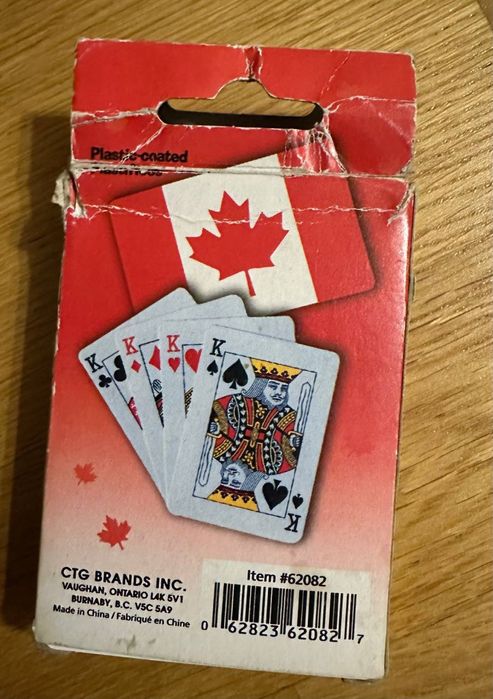 Plastic-coated
K
K
K
K
K
CTG BRANDS INC.
VAUGHAN, ONTARIO L4K 5V1
BURNABY, B.C. V5C 5A9
Made in China / Fabriqué en Chine
Item #62082
0 62823 62082 7